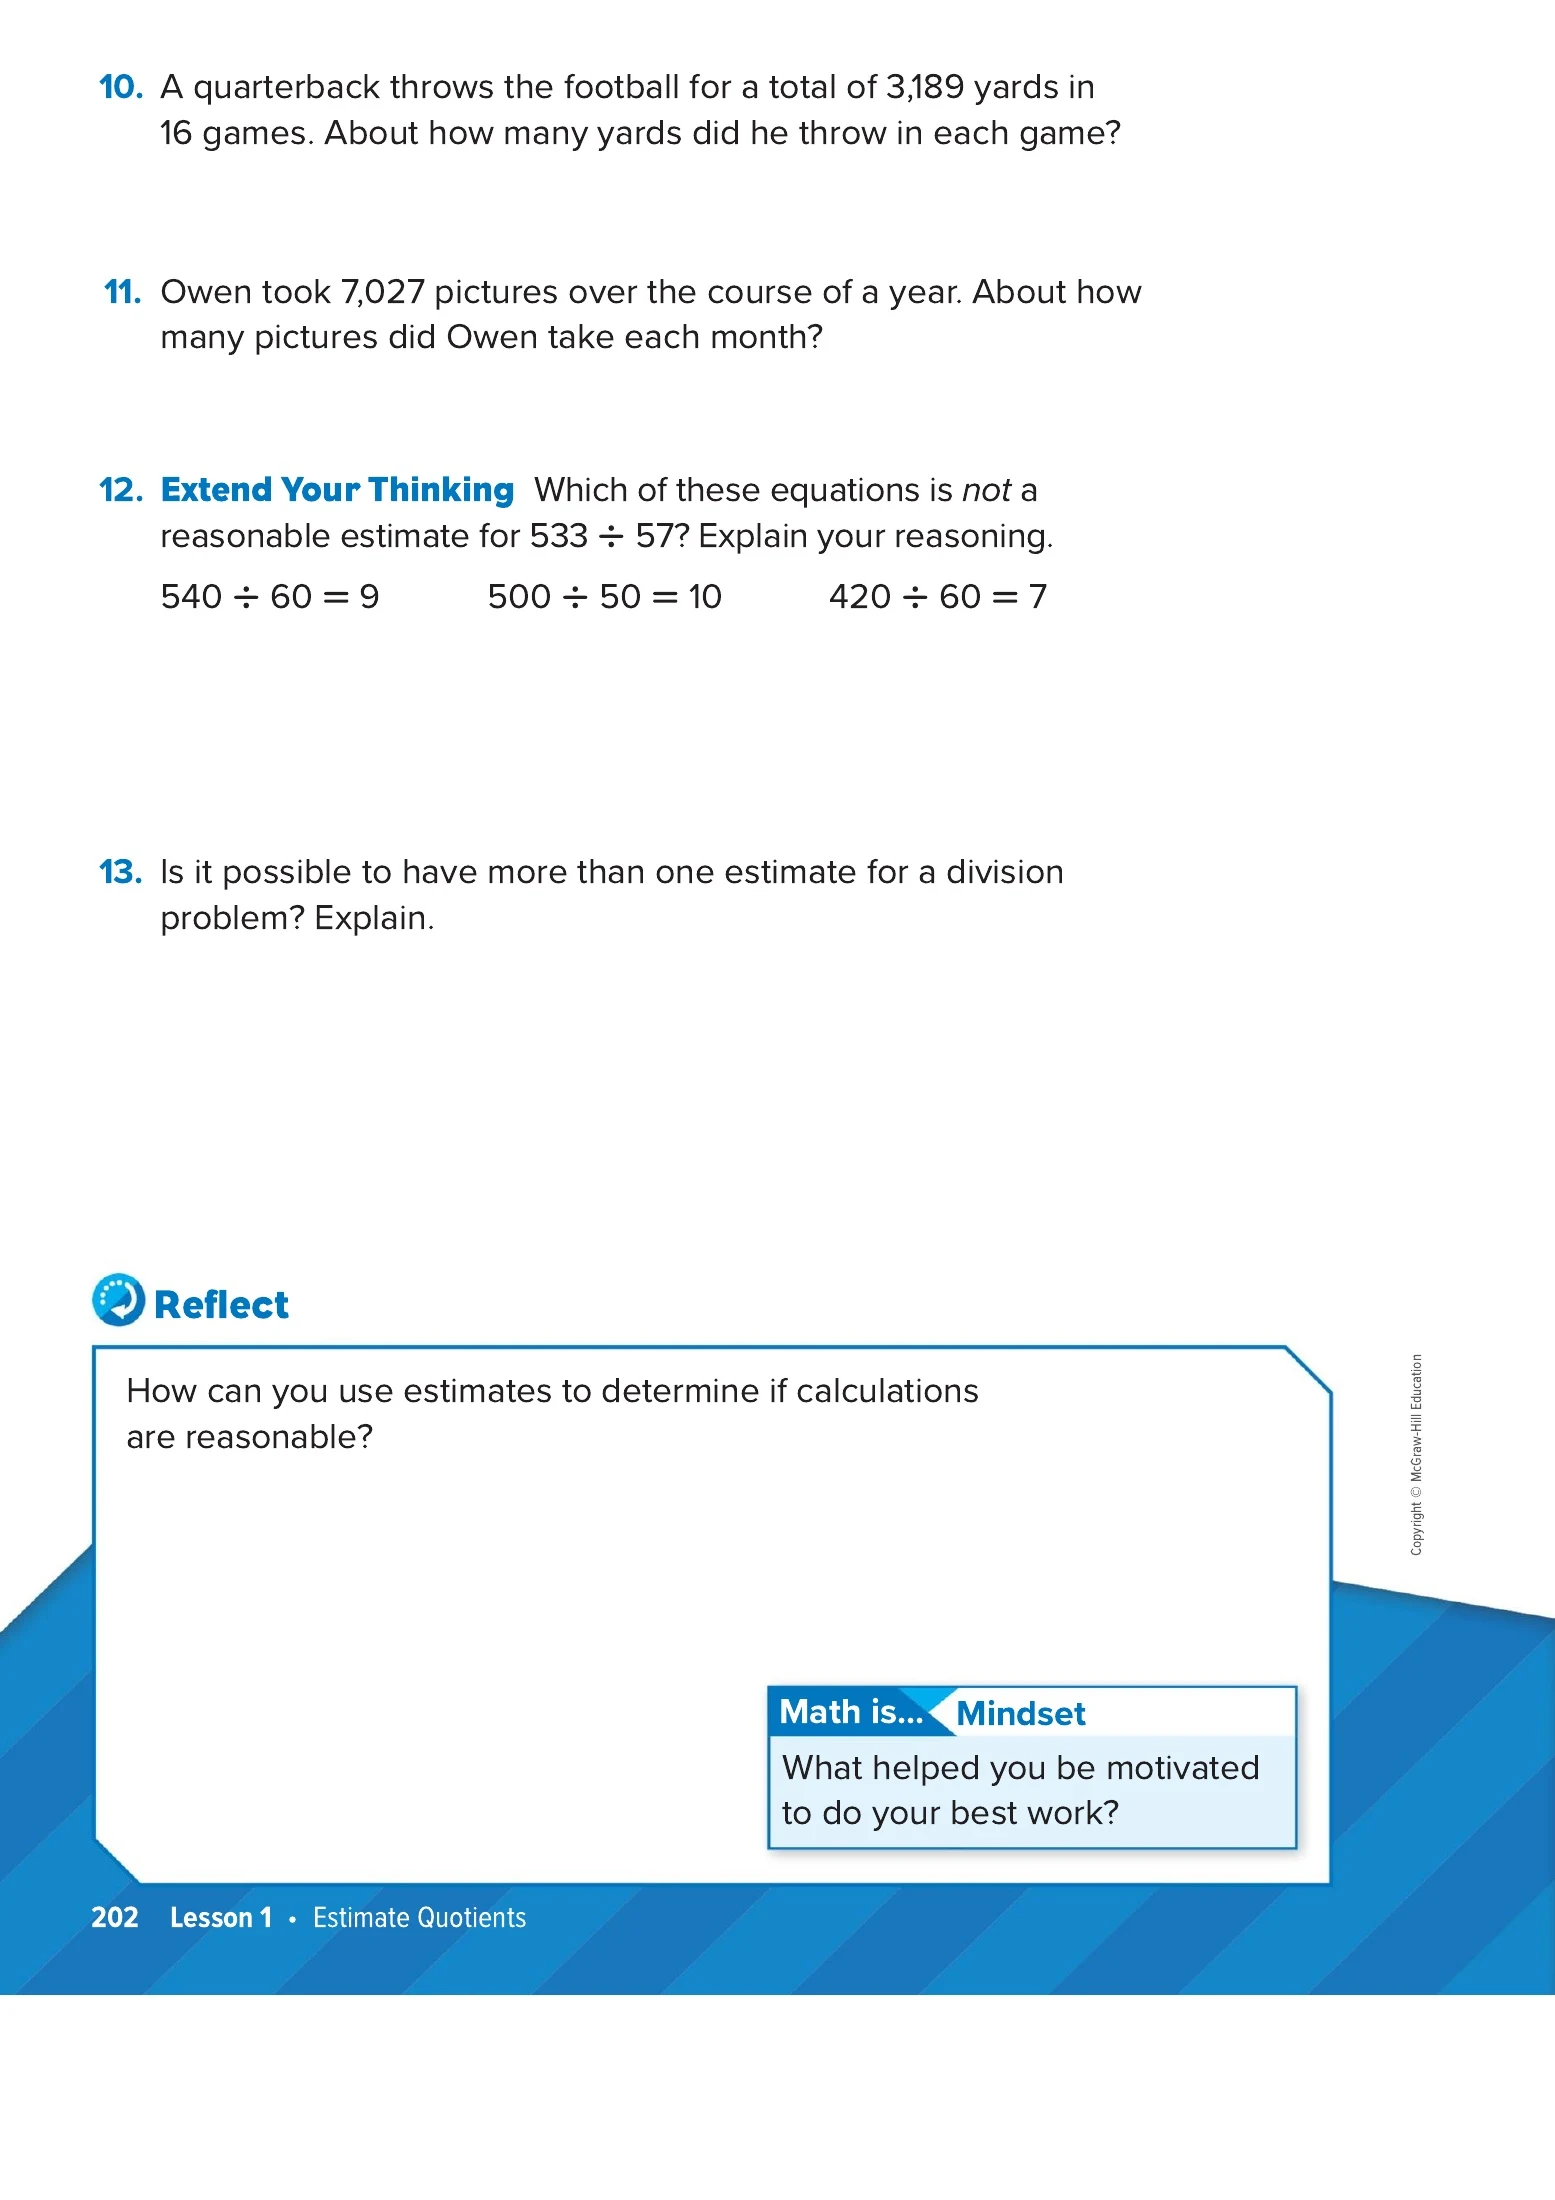 10. A quarterback throws the football for a total of 3,189 yards in
16 games. About how many yards did he throw in each game?
11. Owen took 7,027 pictures over the course of a year. About how
many pictures did Owen take each month?
12. Extend Your Thinking Which of these equations is not a
reasonable estimate for 533 ÷ 57? Explain your reasoning.
540 ÷ 60 = 9 500 ÷ 50 = 10 420 ÷ 60 = 7
13. Is it possible to have more than one estimate for a division
problem? Explain.
Reflect
How can you use estimates to determine if calculations
are reasonable?
Math is... Mindset
What helped you be motivated
to do your best work?
Copyright © McGraw-Hill Education
202 Lesson 1 • Estimate Quotients